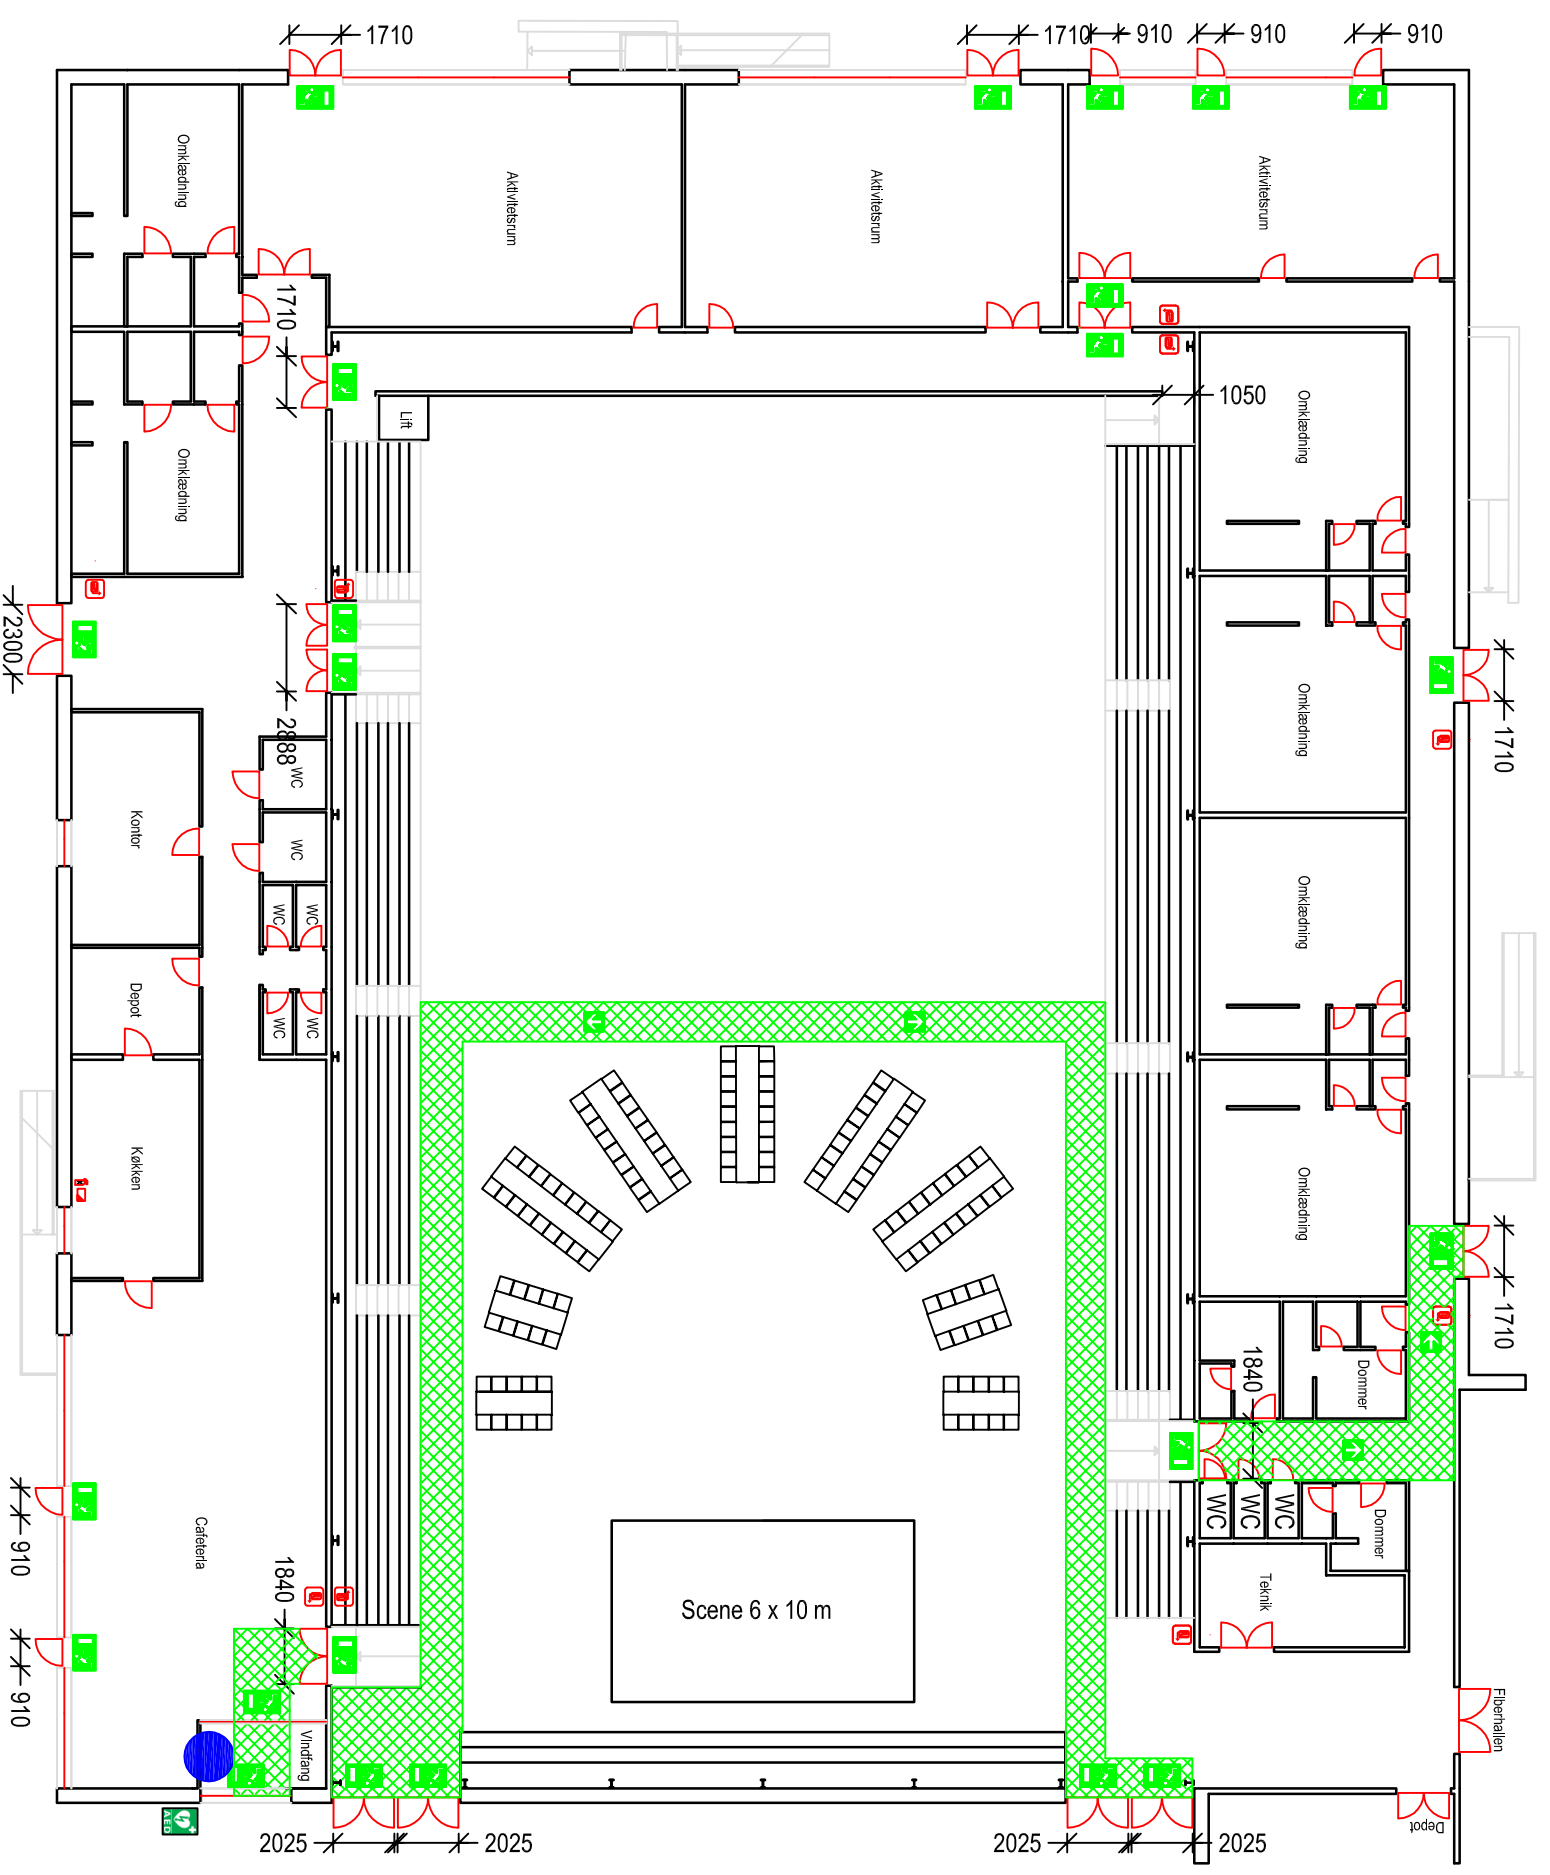 1710
1710
910
910
910
Omklædning
Aktivitetsrum
Aktivitetsrum
Aktivitetsrum
1710
1050
Lift
Omklædning
Omklædning
2300
2888
1710
Omklædning
WC
Kontor
WC
WC
WC
Omklædning
Depot
WC
WC
Køkken
Omklædning
1710
1840
Dommer
WC
WC
WC
Dommer
Cafeteria
910
1840
Teknik
Scene 6 x 10 m
910
Fiberhallen
Vindfang
AED
Depot
2025
2025
2025
2025